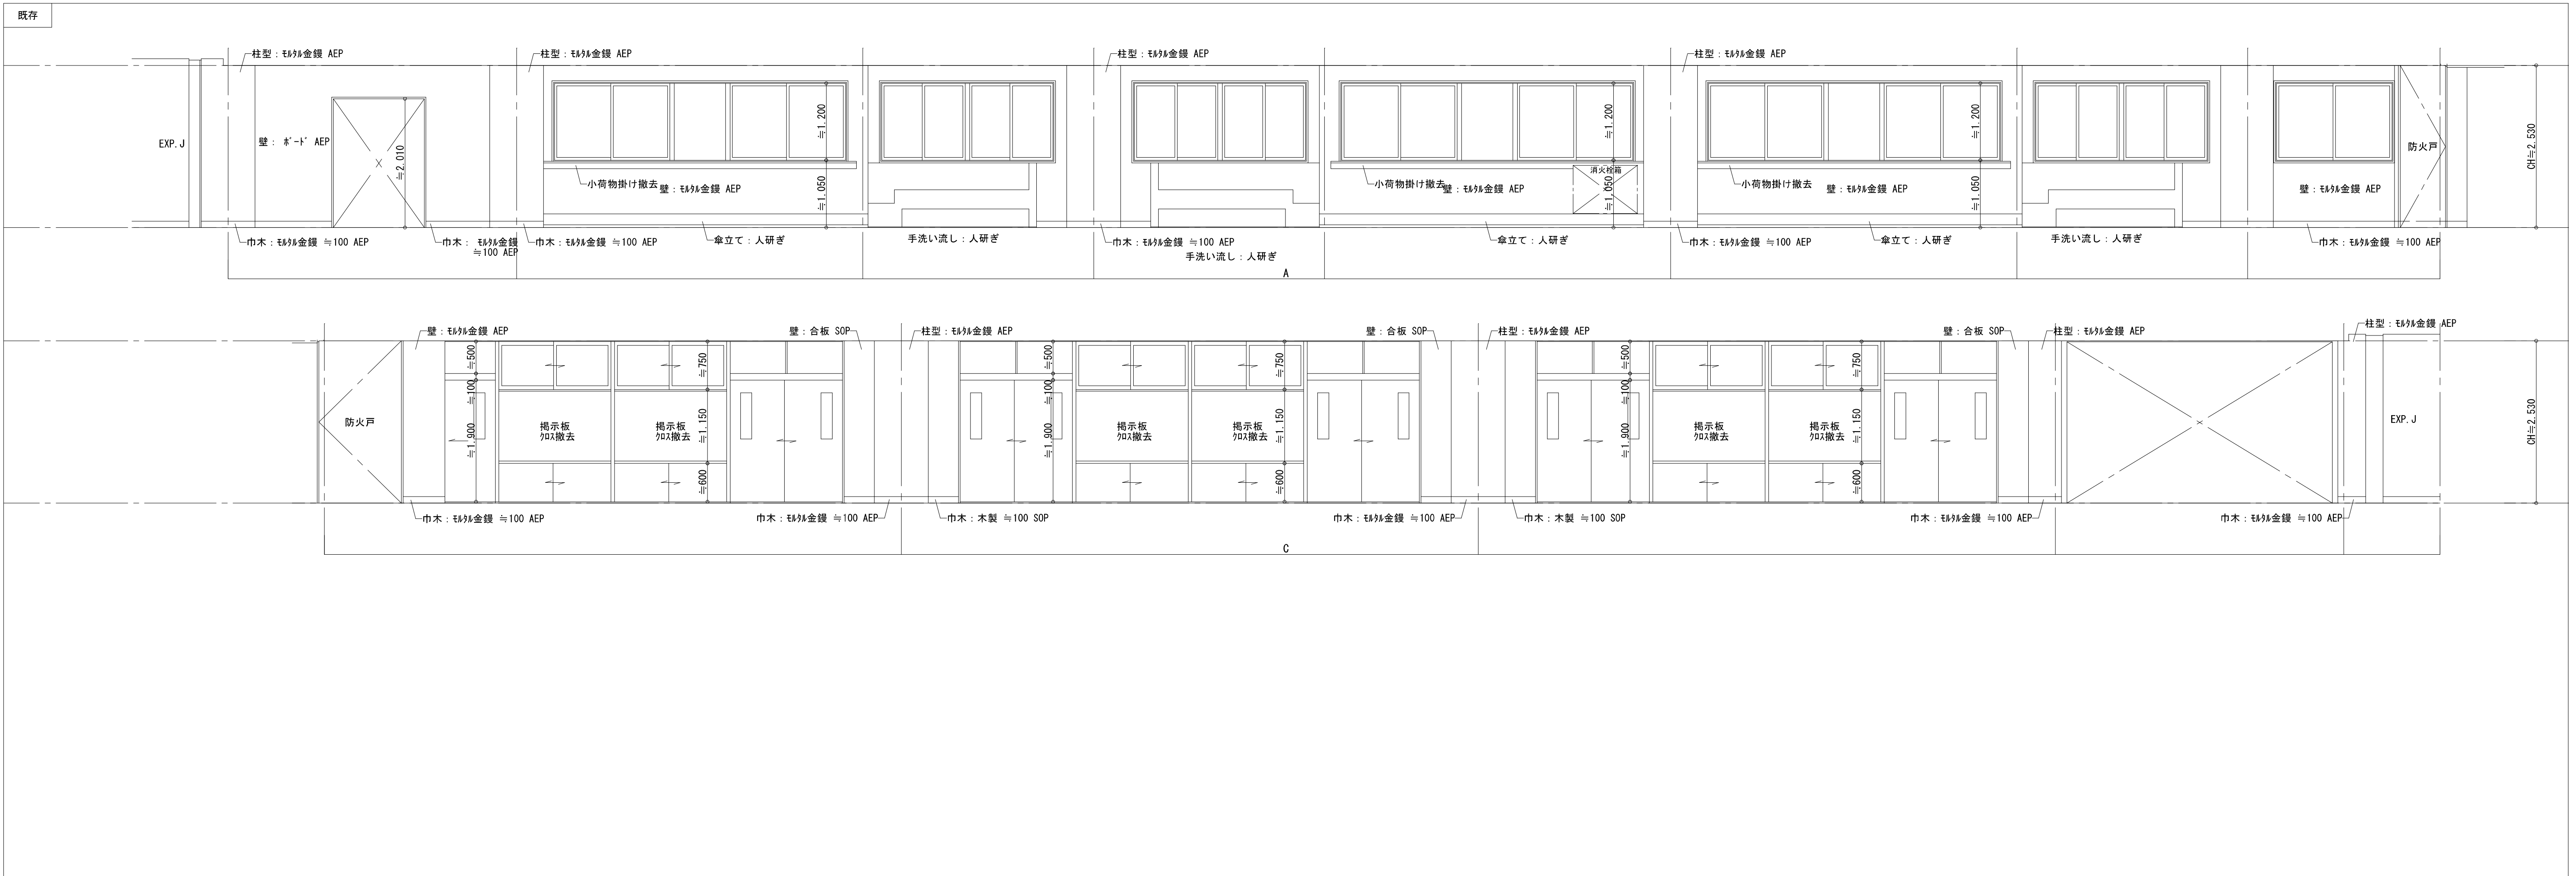 既存
柱型：ﾓﾙﾀﾙ金鏝 AEP
柱型：ﾓﾙﾀﾙ金鏝 AEP
柱型：ﾓﾙﾀﾙ金鏝 AEP
柱型：ﾓﾙﾀﾙ金鏝 AEP
EXP.J
壁： ﾎﾞｰﾄﾞ AEP
≒2.010
≒1.200
≒1.050
≒1.200
≒1.050
≒1.200
≒1.050
防火戸
CH≒2.530
消火栓箱
小荷物掛け撤去
壁：ﾓﾙﾀﾙ金鏝 AEP
小荷物掛け撤去
壁：ﾓﾙﾀﾙ金鏝 AEP
小荷物掛け撤去
壁：ﾓﾙﾀﾙ金鏝 AEP
壁：ﾓﾙﾀﾙ金鏝 AEP
巾木：ﾓﾙﾀﾙ金鏝 ≒100 AEP
巾木： ﾓﾙﾀﾙ金鏝
≒100 AEP
巾木：ﾓﾙﾀﾙ金鏝 ≒100 AEP
傘立て：人研ぎ
手洗い流し：人研ぎ
巾木：ﾓﾙﾀﾙ金鏝 ≒100 AEP
手洗い流し：人研ぎ
傘立て：人研ぎ
巾木：ﾓﾙﾀﾙ金鏝 ≒100 AEP
傘立て：人研ぎ
手洗い流し：人研ぎ
巾木：ﾓﾙﾀﾙ金鏝 ≒100 AEP
A
壁：ﾓﾙﾀﾙ金鏝 AEP
壁：合板 SOP
柱型：ﾓﾙﾀﾙ金鏝 AEP
壁：合板 SOP
柱型：ﾓﾙﾀﾙ金鏝 AEP
壁：合板 SOP
柱型：ﾓﾙﾀﾙ金鏝 AEP
柱型：ﾓﾙﾀﾙ金鏝 AEP
防火戸
≒500
≒100
≒1.900
掲示板
ｸﾛｽ撤去
掲示板
ｸﾛｽ撤去
≒750
≒1.150
≒600
≒500
≒100
≒1.900
掲示板
ｸﾛｽ撤去
掲示板
ｸﾛｽ撤去
≒750
≒1.150
≒600
≒500
≒100
≒1.900
掲示板
ｸﾛｽ撤去
掲示板
ｸﾛｽ撤去
≒750
≒1.150
≒600
EXP.J
CH≒2.530
巾木：ﾓﾙﾀﾙ金鏝 ≒100 AEP
巾木：ﾓﾙﾀﾙ金鏝 ≒100 AEP
巾木：木製 ≒100 SOP
巾木：ﾓﾙﾀﾙ金鏝 ≒100 AEP
巾木：木製 ≒100 SOP
巾木：ﾓﾙﾀﾙ金鏝 ≒100 AEP
巾木：ﾓﾙﾀﾙ金鏝 ≒100 AEP
C